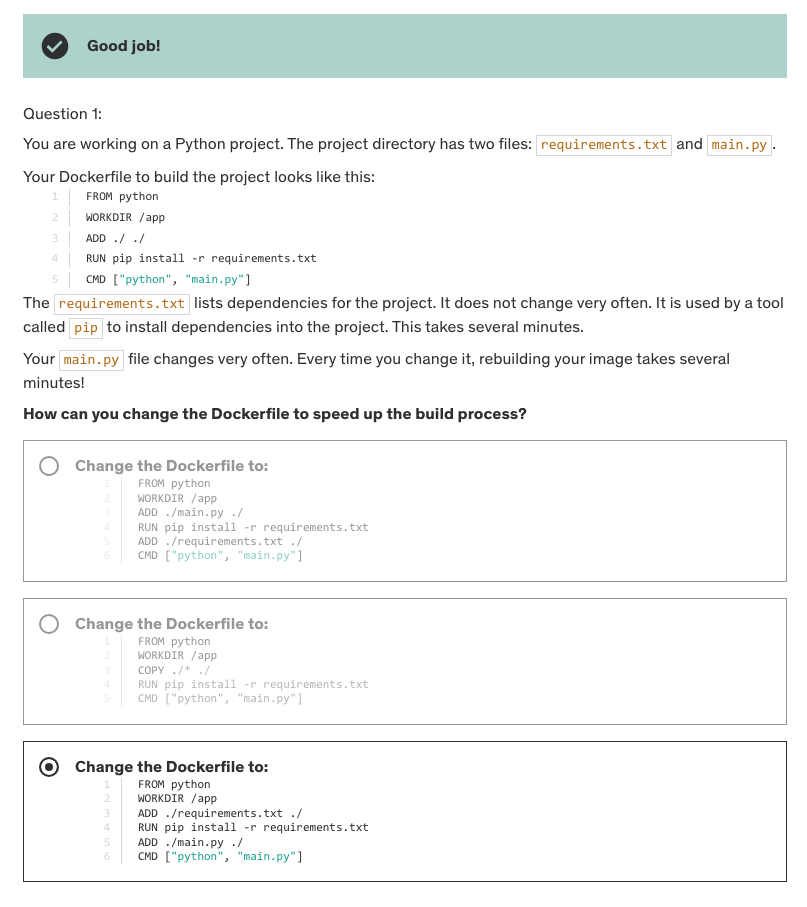 Good job!
Question 1:
You are working on a Python project. The project directory has two files: requirements.txt and main.py.
Your Dockerfile to build the project looks like this:
1 FROM python
2 WORKDIR /app
3 ADD ./ ./
4 RUN pip install -r requirements.txt
5 CMD ["python", "main.py"]
The requirements.txt lists dependencies for the project. It does not change very often. It is used by a tool
called pip to install dependencies into the project. This takes several minutes.
Your main.py file changes very often. Every time you change it, rebuilding your image takes several
minutes!
How can you change the Dockerfile to speed up the build process?
Change the Dockerfile to:
1 FROM python
2 WORKDIR /app
3 ADD ./main.py ./
4 RUN pip install -r requirements.txt
5 ADD ./requirements.txt ./
6 CMD ["python", "main.py"]
Change the Dockerfile to:
1 FROM python
2 WORKDIR /app
3 COPY ./* ./
4 RUN pip install -r requirements.txt
5 CMD ["python", "main.py"]
Change the Dockerfile to:
1 FROM python
2 WORKDIR /app
3 ADD ./requirements.txt ./
4 RUN pip install -r requirements.txt
5 ADD ./main.py ./
6 CMD ["python", "main.py"]